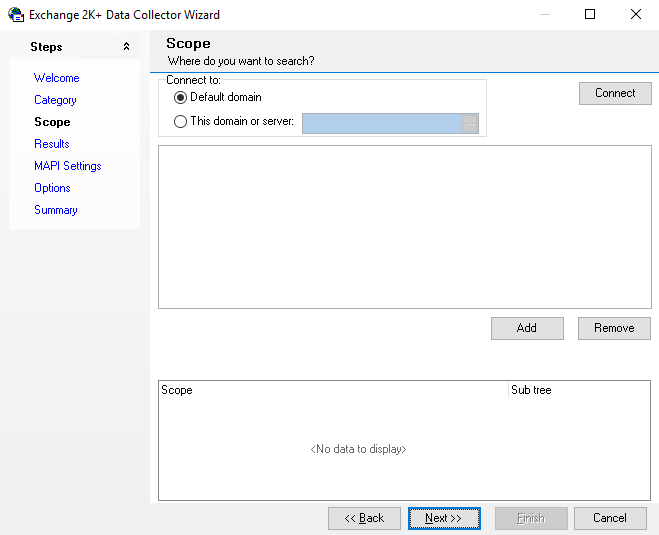 Exchange 2K+ Data Collector Wizard
Steps
Welcome
Category
Scope
Results
MAPI Settings
Options
Summary
Scope
Where do you want to search?
Connect to:
Default domain
This domain or server:
...
Connect
Add
Remove
Scope
Sub tree
<No data to display>
<< Back
Next >>
Finish
Cancel